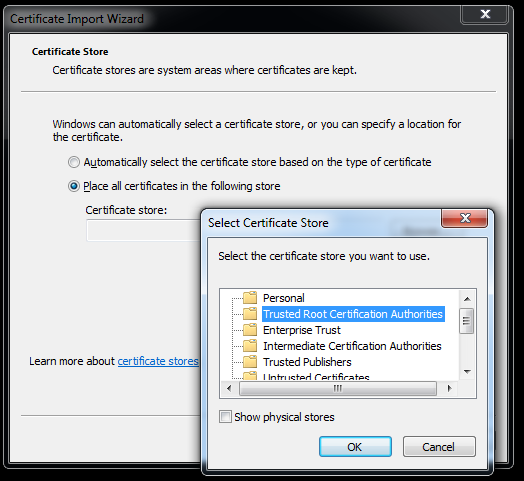 Certificate Import Wizard
Certificate Store
Certificate stores are system areas where certificates are kept.
Windows can automatically select a certificate store, or you can specify a location for
the certificate.
Automatically select the certificate store based on the type of certificate
Place all certificates in the following store
Certificate store:
Learn more about certificate stores
Select Certificate Store
Select the certificate store you want to use.
Personal
Trusted Root Certification Authorities
Enterprise Trust
Intermediate Certification Authorities
Trusted Publishers
Untrusted Certificates
Show physical stores
OK
Cancel